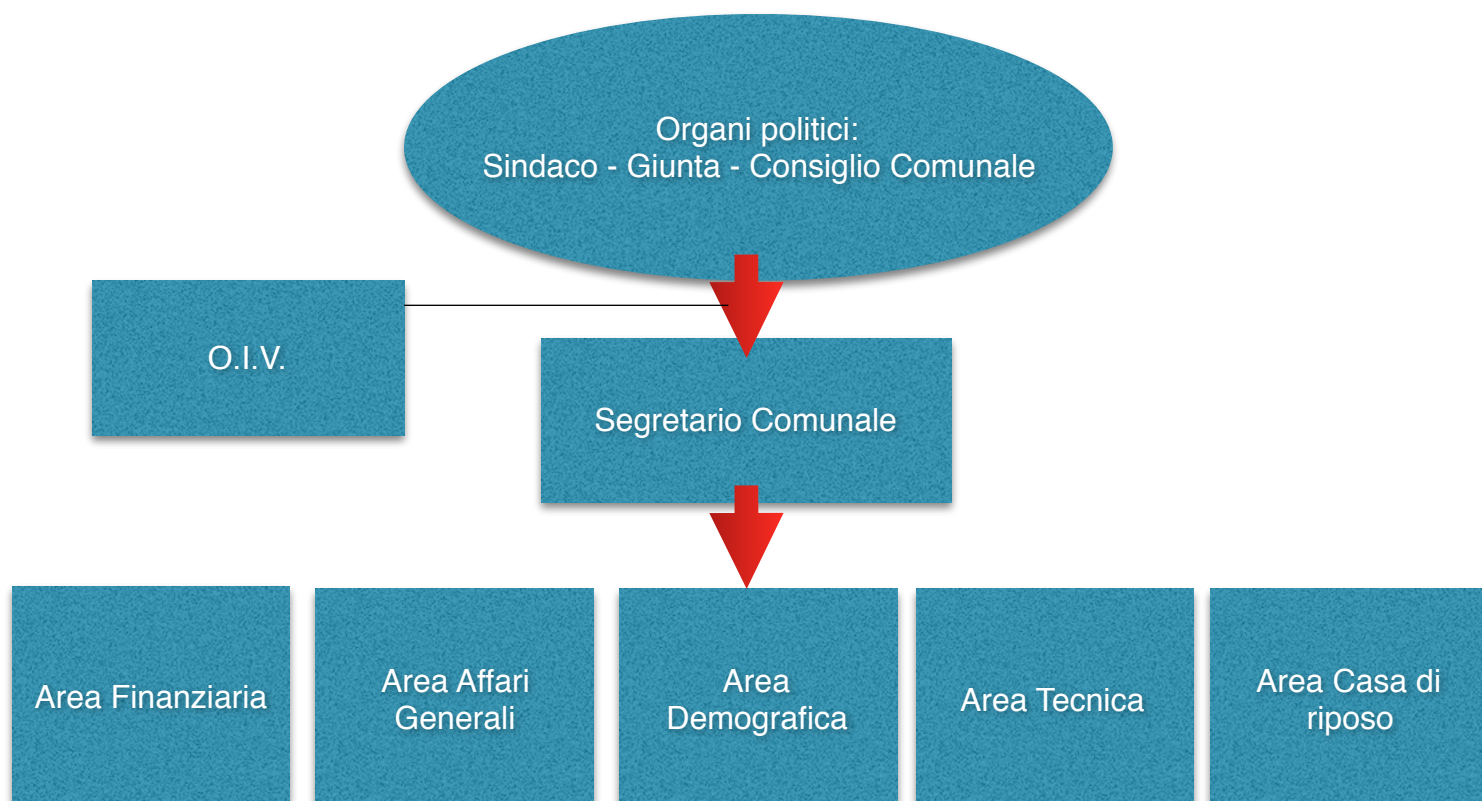 Organi politici:
Sindaco - Giunta - Consiglio Comunale
O.I.V.
Segretario Comunale
Area Finanziaria
Area Affari
Generali
Area
Demografica
Area Tecnica
Area Casa di
riposo